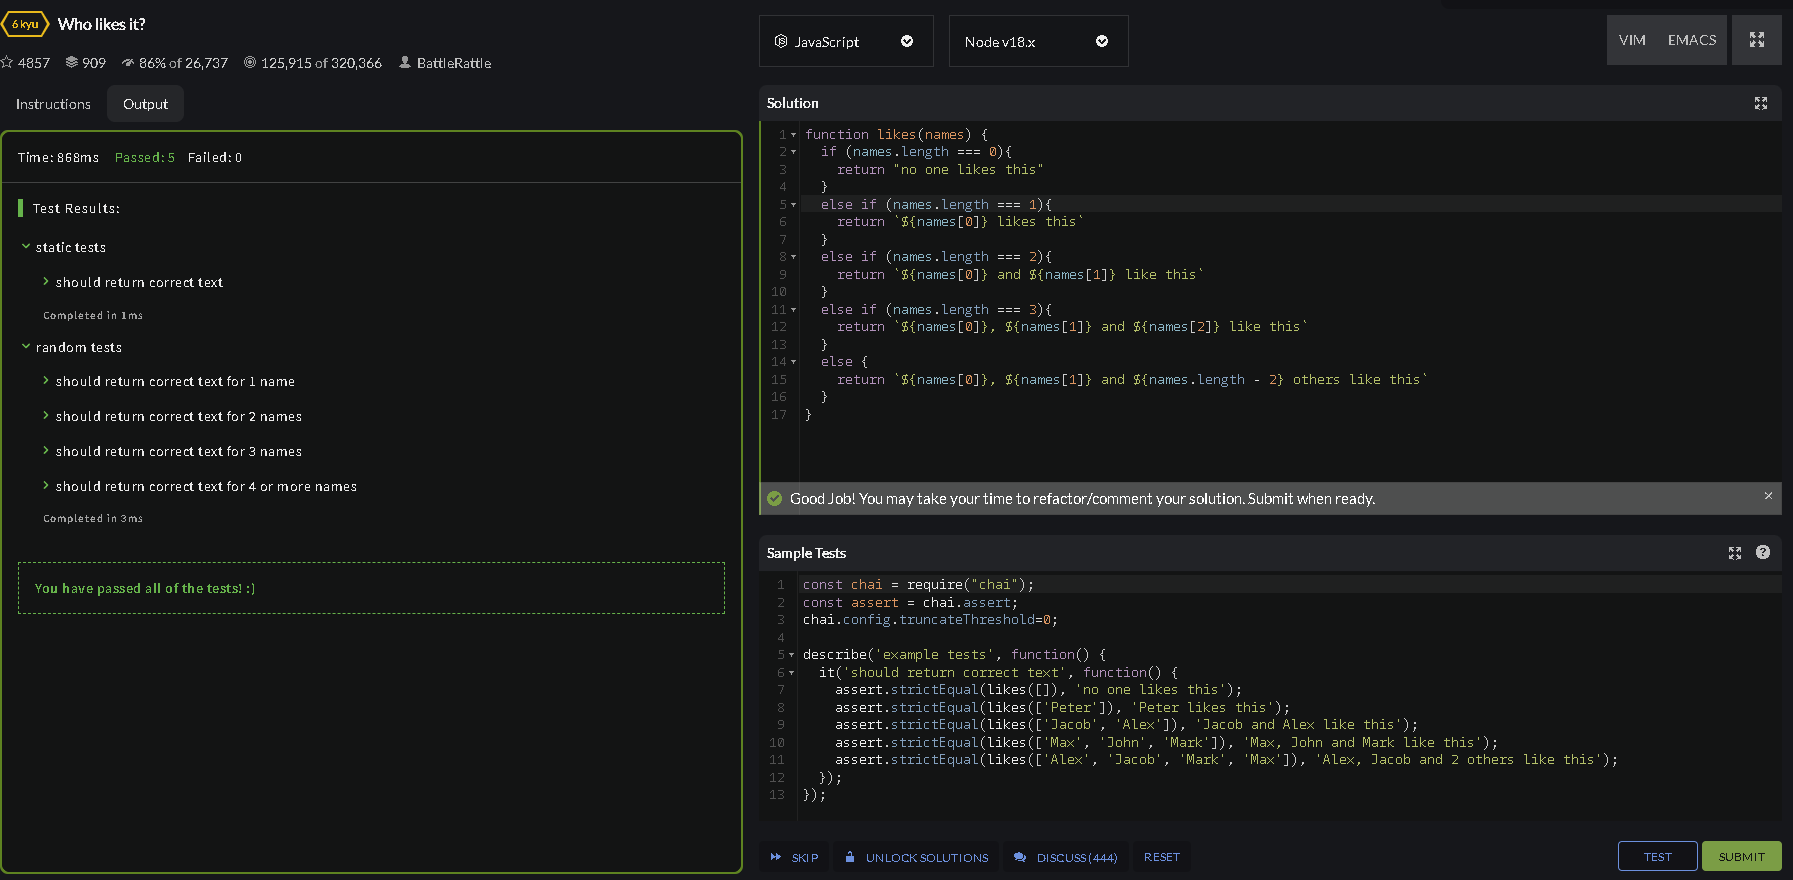 6 kyu Who likes it?
4857 909 86% of 26,737 125,915 of 320,366 BattleRattle
Instructions Output
Time: 868ms Passed: 5 Failed: 0
Test Results:
static tests
should return correct text
Completed in 1ms
random tests
should return correct text for 1 name
should return correct text for 2 names
should return correct text for 3 names
should return correct text for 4 or more names
Completed in 3ms
You have passed all of the tests! :)
JavaScript Node v18.x VIM EMACS
Solution
1 function likes(names) {
2   if (names.length === 0){
3     return "no one likes this"
4   }
5   else if (names.length === 1){
6     return `${names[0]} likes this`
7   }
8   else if (names.length === 2){
9     return `${names[0]} and ${names[1]} like this`
10   }
11   else if (names.length === 3){
12     return `${names[0]}, ${names[1]} and ${names[2]} like this`
13   }
14   else {
15     return `${names[0]}, ${names[1]} and ${names.length - 2} others like this`
16   }
17 }
Good Job! You may take your time to refactor/comment your solution. Submit when ready.
Sample Tests
1 const chai = require("chai");
2 const assert = chai.assert;
3 chai.config.truncateThreshold=0;
4
5 describe('example tests', function() {
6   it('should return correct text', function() {
7     assert.strictEqual(likes([]), 'no one likes this');
8     assert.strictEqual(likes(['Peter']), 'Peter likes this');
9     assert.strictEqual(likes(['Jacob', 'Alex']), 'Jacob and Alex like this');
10     assert.strictEqual(likes(['Max', 'John', 'Mark']), 'Max, John and Mark like this');
11     assert.strictEqual(likes(['Alex', 'Jacob', 'Mark', 'Max']), 'Alex, Jacob and 2 others like this');
12   });
13 });
SKIP UNLOCK SOLUTIONS DISCUSS (444) RESET TEST SUBMIT